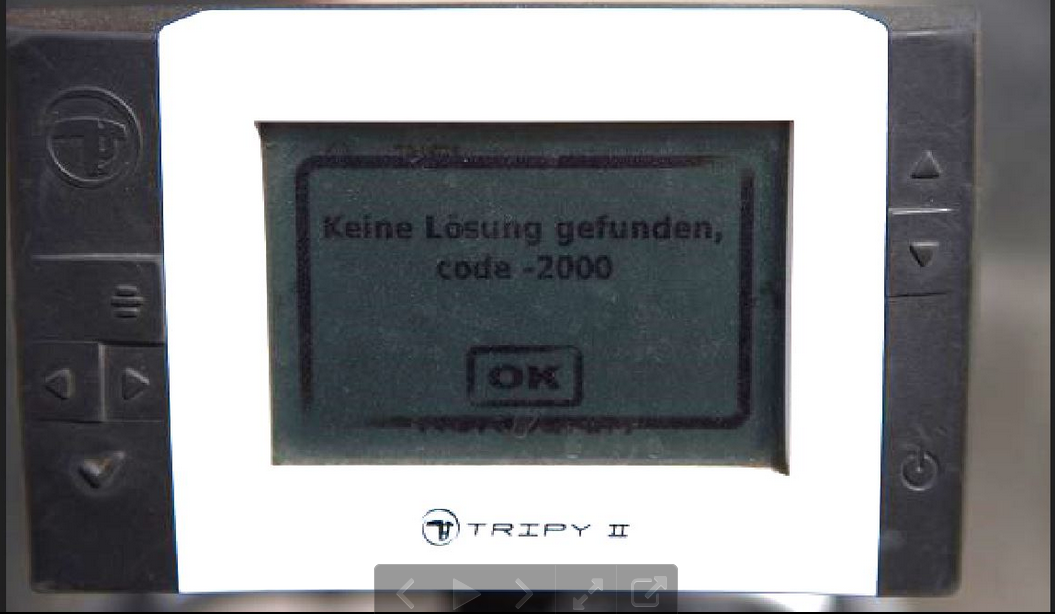 Keine Lösung gefunden,
code -2000
OK
TRIPY II